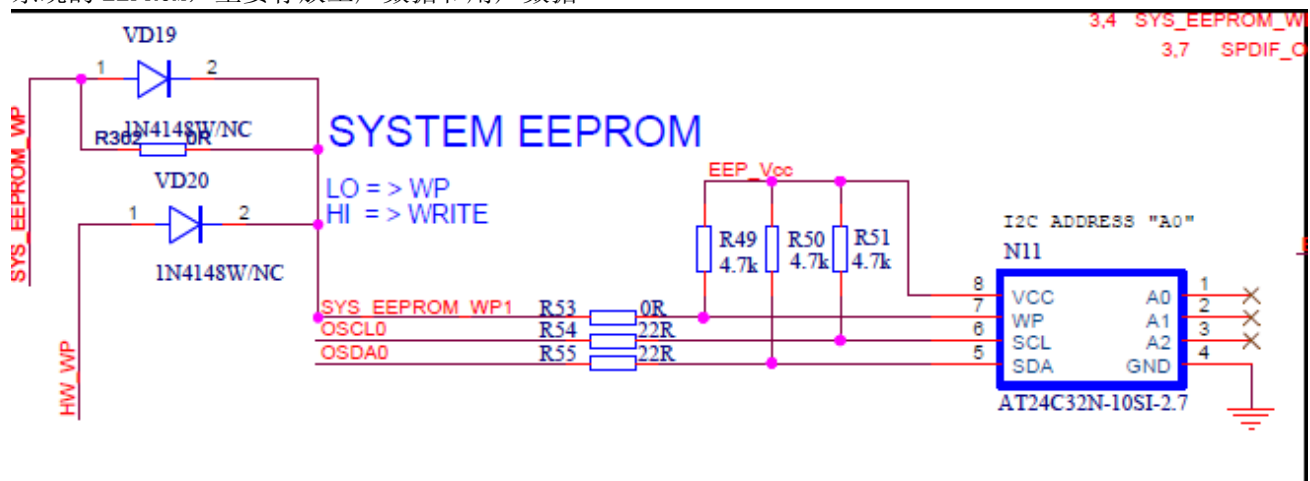 3,4 SYS_EEPROM_W
3,7 SPDIF_O
VD19
1 2
1N4148W/NC
R302 0R
SYSTEM EEPROM
VD20
LO = > WP
HI = > WRITE
1 2
1N4148W/NC
SYS_EEPROM_WP
HW_WP
EEP_Vcc
R49 4.7k
R50 4.7k
R51 4.7k
SYS_EEPROM_WP1 R53 0R
OSCL0 R54 22R
OSDA0 R55 22R
I2C ADDRESS "A0"
N11
8 VCC A0 1
7 WP A1 2
6 SCL A2 3
5 SDA GND 4
AT24C32N-10SI-2.7